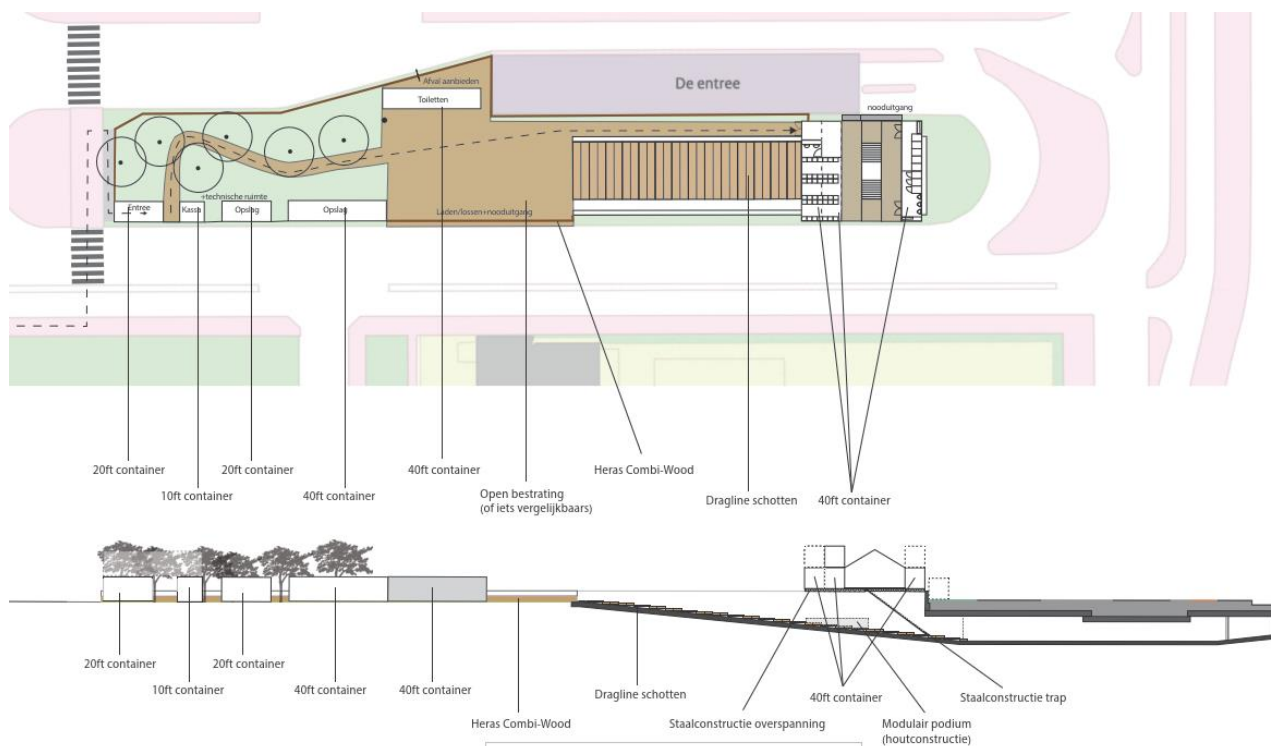 Afval aanbieden
Toiletten
De entree
nooduitgang
+technische ruimte
Entree
Kassa
Opslag
Opslag
Laden/lossen+nooduitgang
20ft container
10ft container
20ft container
40ft container
40ft container
Open bestrating
(of iets vergelijkbaars)
Heras Combi-Wood
Dragline schotten
40ft container
20ft container
10ft container
20ft container
40ft container
40ft container
Heras Combi-Wood
Dragline schotten
Staalconstructie overspanning
40ft container
Modulair podium
(houtconstructie)
Staalconstructie trap